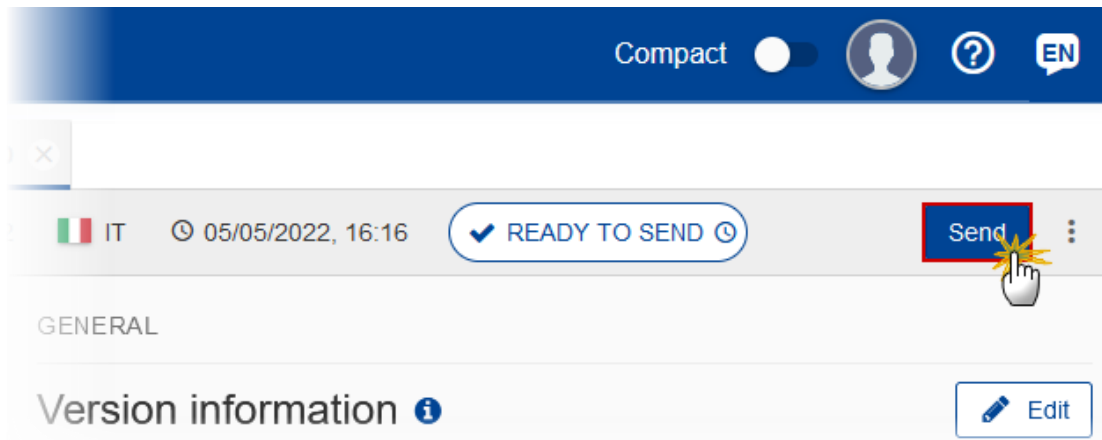 Compact
EN
IT 05/05/2022, 16:16 READY TO SEND Send
GENERAL
Version information
Edit